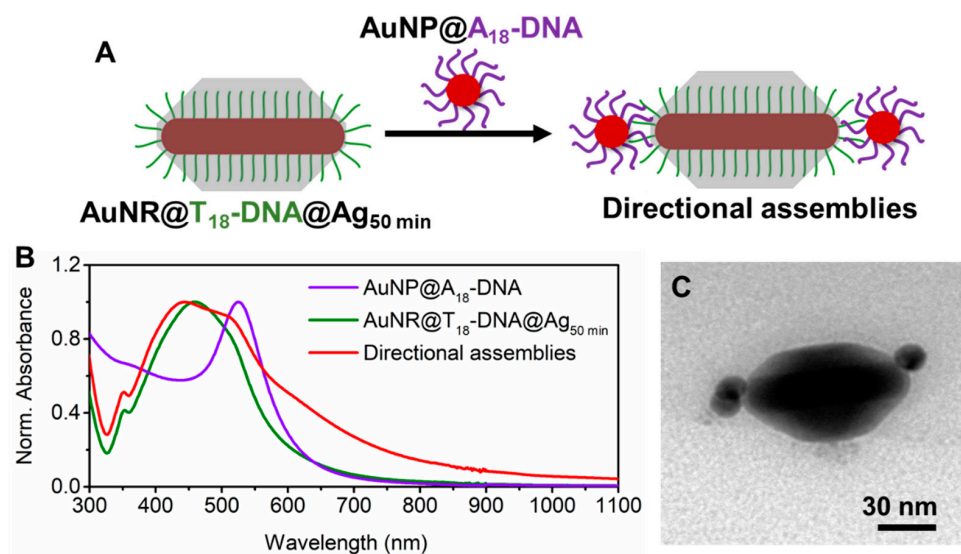 A
AuNP@A₁₈-DNA
AuNR@T₁₈-DNA@Ag₅₀ ₘᵢₙ
Directional assemblies
B
1.2
0.8
0.4
0.0
Norm. Absorbance
AuNP@A₁₈-DNA
AuNR@T₁₈-DNA@Ag₅₀ ₘᵢₙ
Directional assemblies
300 400 500 600 700 800 900 1000 1100
Wavelength (nm)
C
30 nm